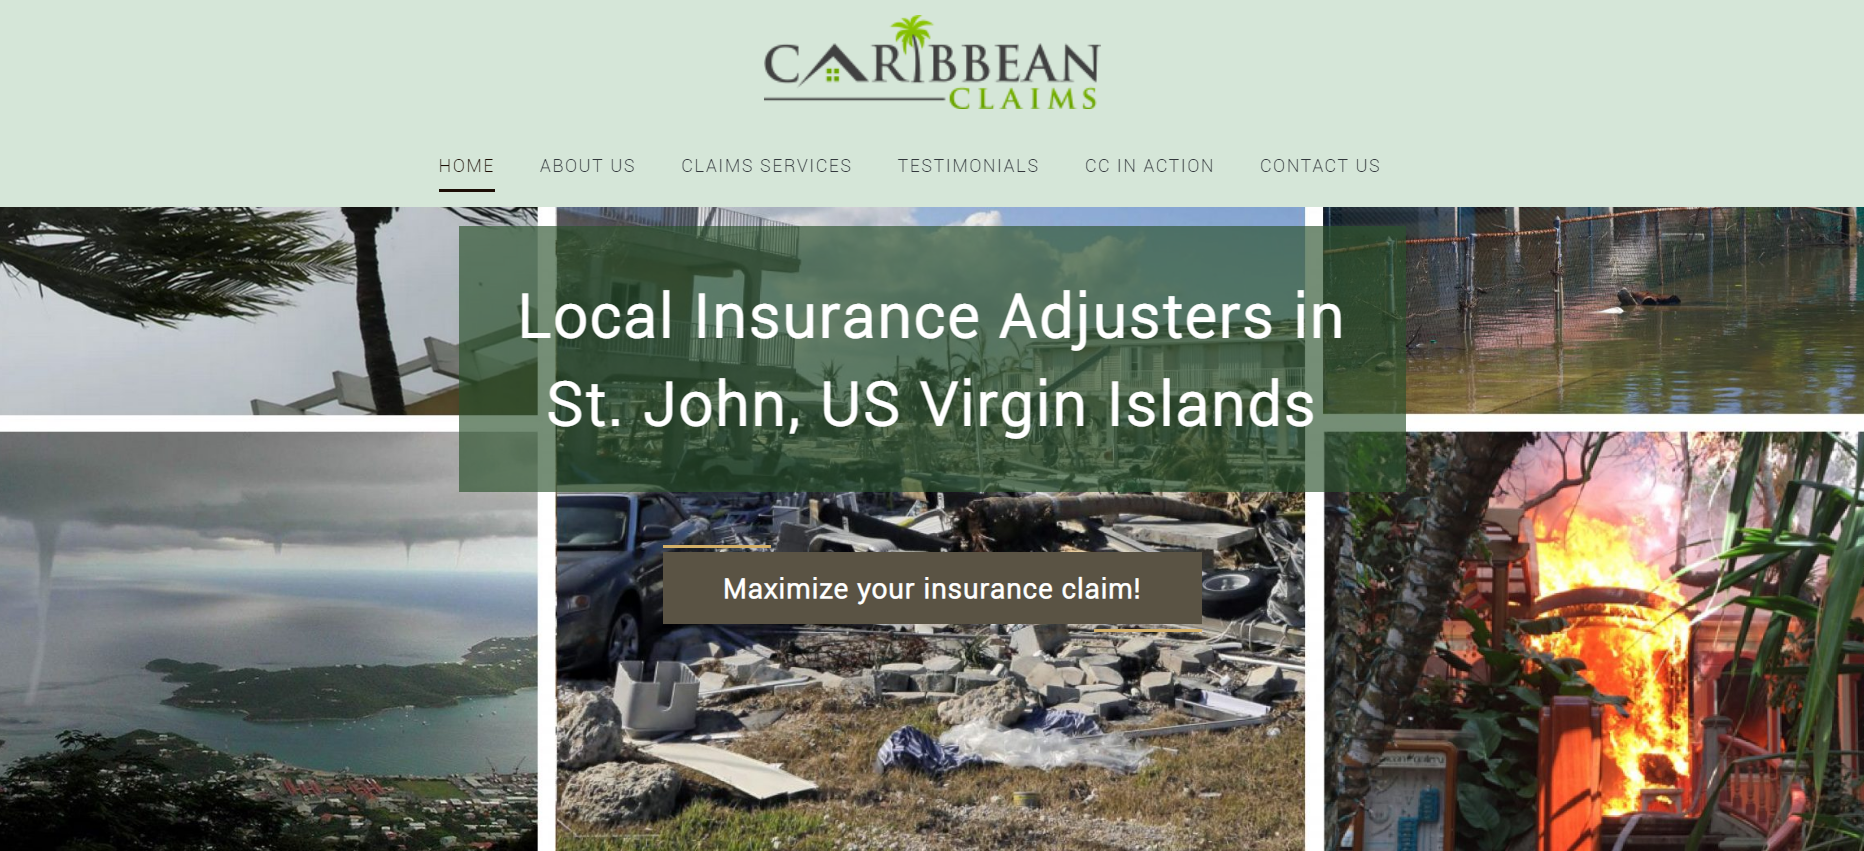 CARIBBEAN
CLAIMS
HOME ABOUT US CLAIMS SERVICES TESTIMONIALS CC IN ACTION CONTACT US
Local Insurance Adjusters in
St. John, US Virgin Islands
Maximize your insurance claim!
gallery